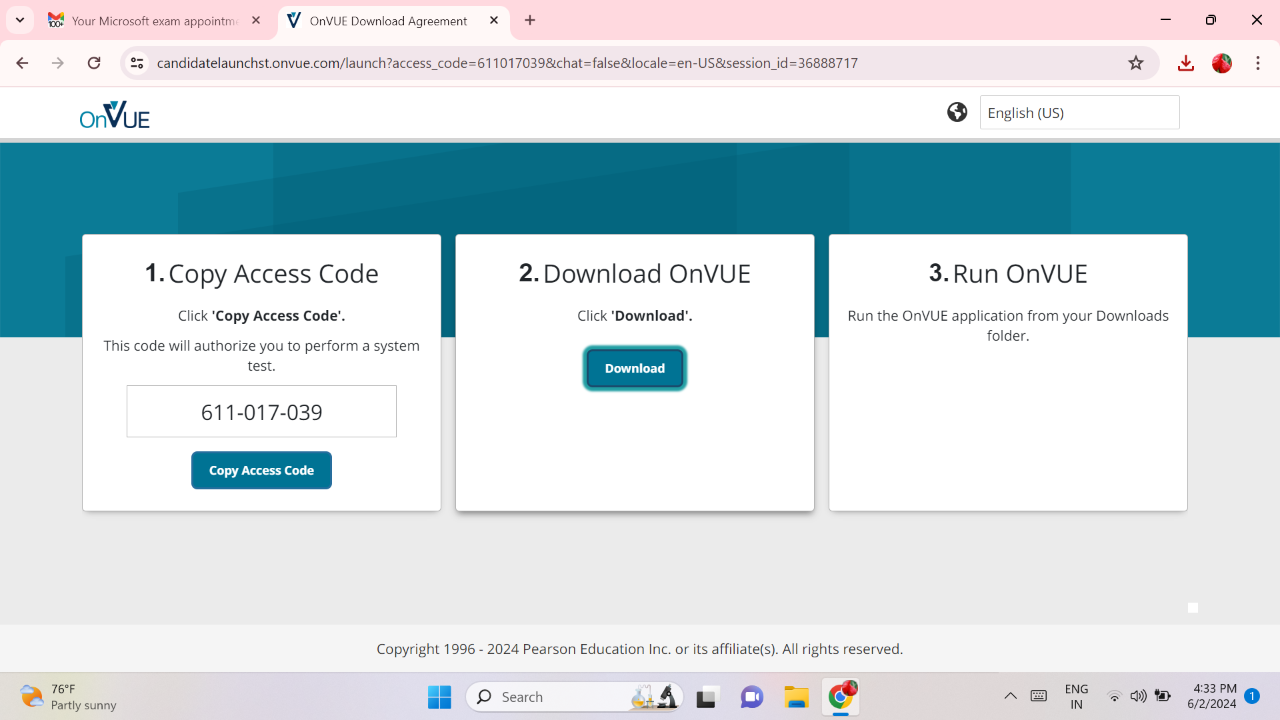 Your Microsoft exam appointm
OnVUE Download Agreement
candidatelaunchst.onvue.com/launch?access_code=611017039&chat=false&locale=en-US&session_id=36888717
OnVUE
English (US)
1. Copy Access Code
Click 'Copy Access Code'.
This code will authorize you to perform a system
test.
611-017-039
Copy Access Code
2. Download OnVUE
Click 'Download'.
Download
3. Run OnVUE
Run the OnVUE application from your Downloads
folder.
Copyright 1996 - 2024 Pearson Education Inc. or its affiliate(s). All rights reserved.
76°F
Partly sunny
Search
ENG
IN
4:33 PM
6/2/2024
1